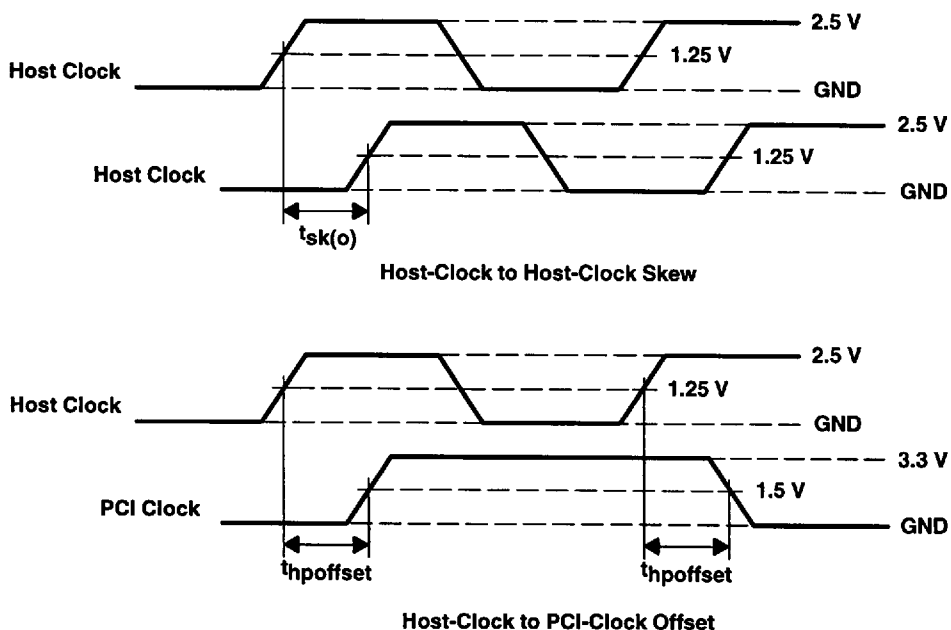 2.5 V
1.25 V
Host Clock
GND
2.5 V
1.25 V
Host Clock
GND
tsk(o)
Host-Clock to Host-Clock Skew
2.5 V
1.25 V
Host Clock
GND
3.3 V
1.5 V
PCI Clock
GND
thpoffset
thpoffset
Host-Clock to PCI-Clock Offset